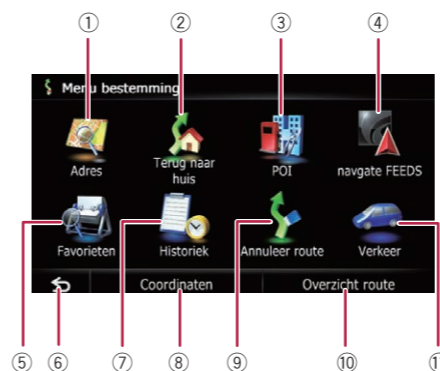 ① ② ③ ④
Menu bestemming
Adres
Terug naar
huis
POI
navgate FEEDS
Favorieten
Historiek
Annuleer route
Verkeer
Coordinaten
Overzicht route
⑤ ⑥ ⑦ ⑧ ⑨ ⑩